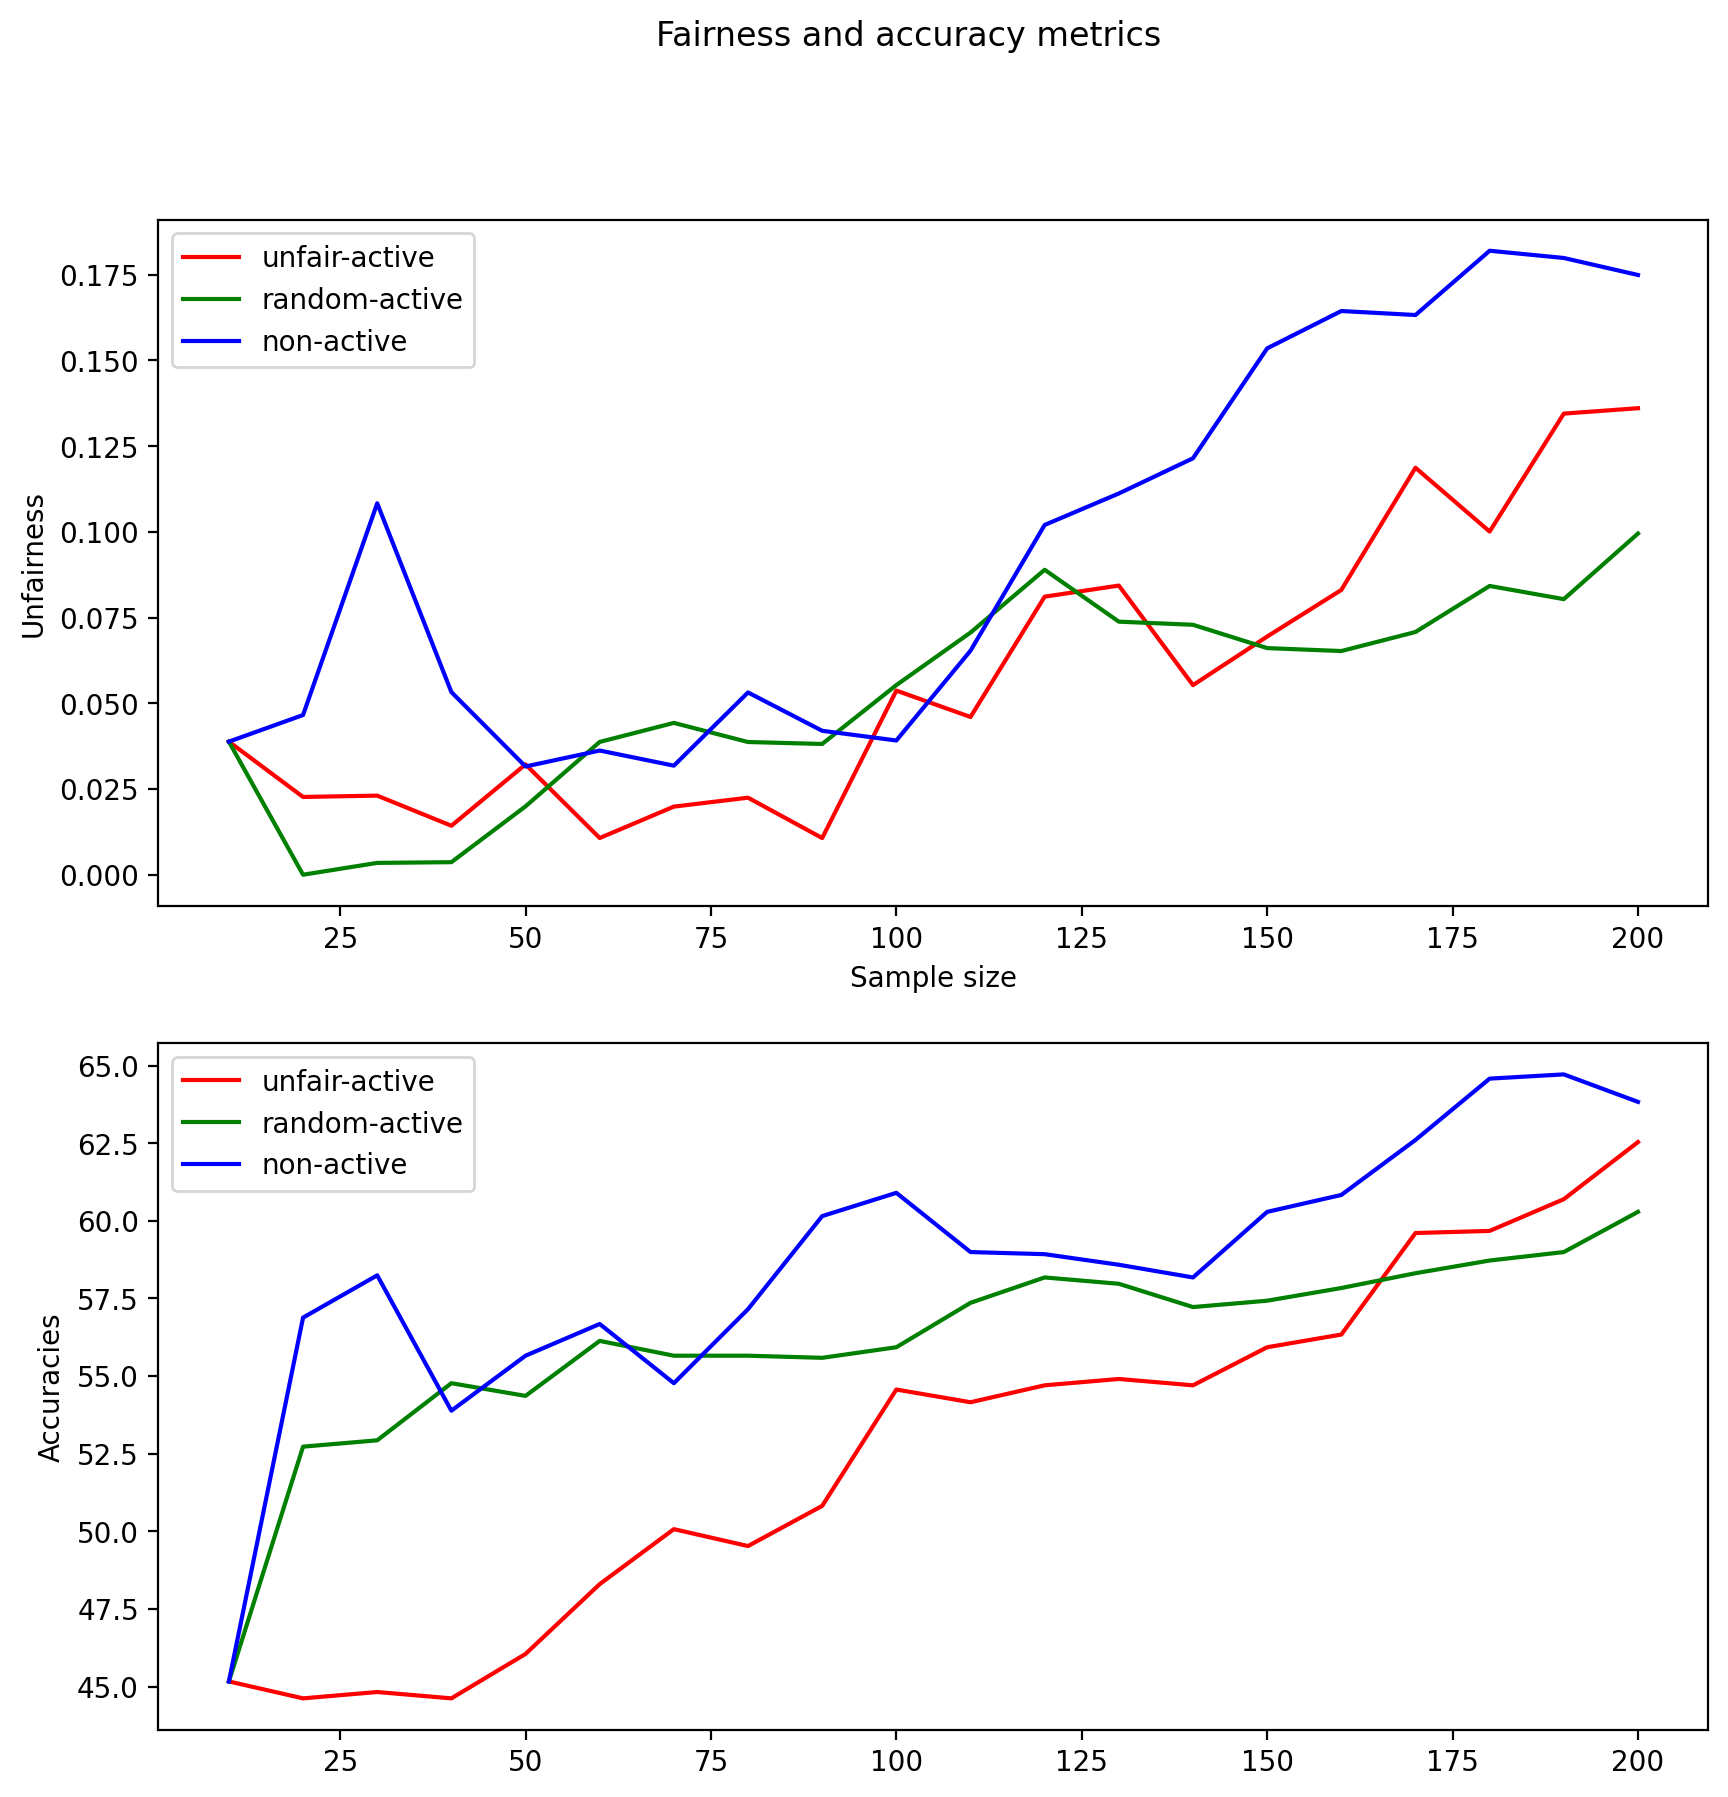 Fairness and accuracy metrics
unfair-active
random-active
non-active
0.175
0.150
0.125
0.100
0.075
0.050
0.025
0.000
Unfairness
25 50 75 100 125 150 175 200
Sample size
unfair-active
random-active
non-active
65.0
62.5
60.0
57.5
55.0
52.5
50.0
47.5
45.0
Accuracies
25 50 75 100 125 150 175 200